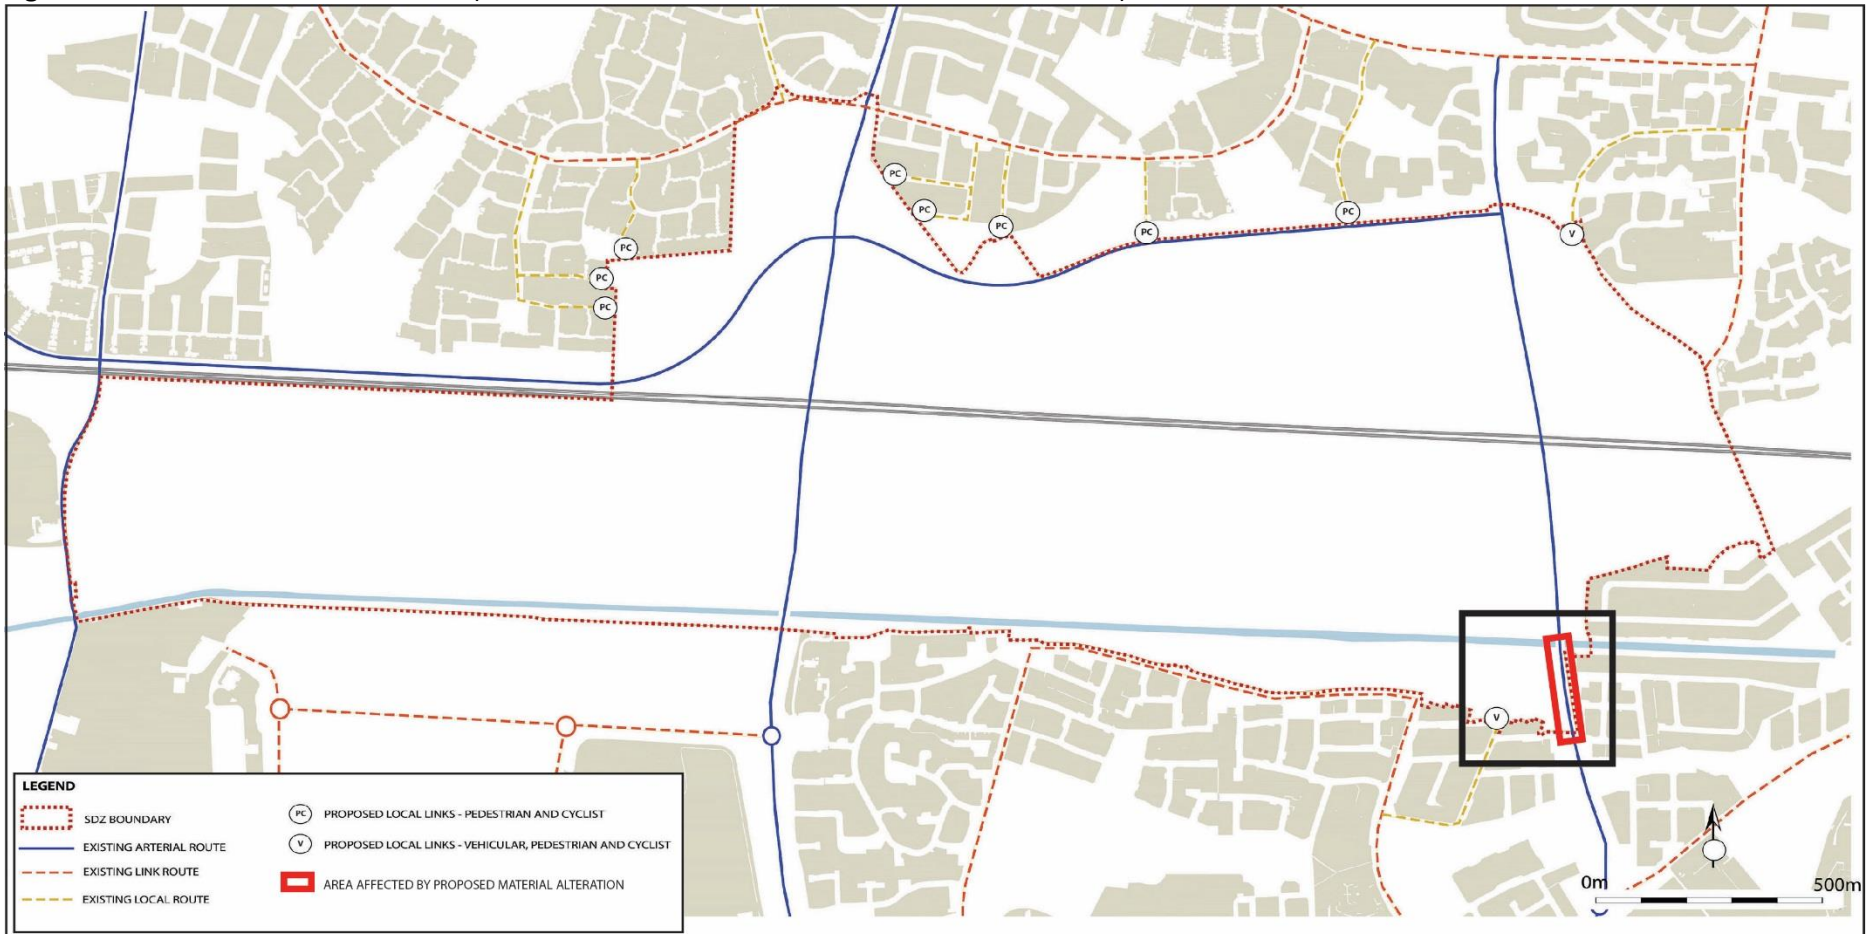 PC
PC
PC
PC
PC
V
PC
PC
PC
V
LEGEND
SDZ BOUNDARY
EXISTING ARTERIAL ROUTE
EXISTING LINK ROUTE
EXISTING LOCAL ROUTE
PC PROPOSED LOCAL LINKS - PEDESTRIAN AND CYCLIST
V PROPOSED LOCAL LINKS - VEHICULAR, PEDESTRIAN AND CYCLIST
AREA AFFECTED BY PROPOSED MATERIAL ALTERATION
0m 500m